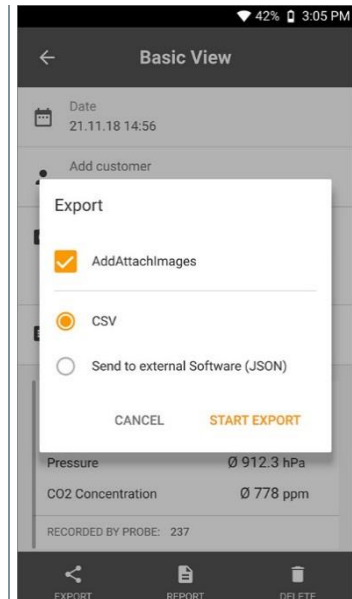 42% 3:05 PM
Basic View
Date
21.11.18 14:56
Add customer
Export
AddAttachImages
CSV
Send to external Software (JSON)
CANCEL START EXPORT
Pressure Ø 912.3 hPa
CO2 Concentration Ø 778 ppm
RECORDED BY PROBE: 237
EXPORT REPORT DELETE